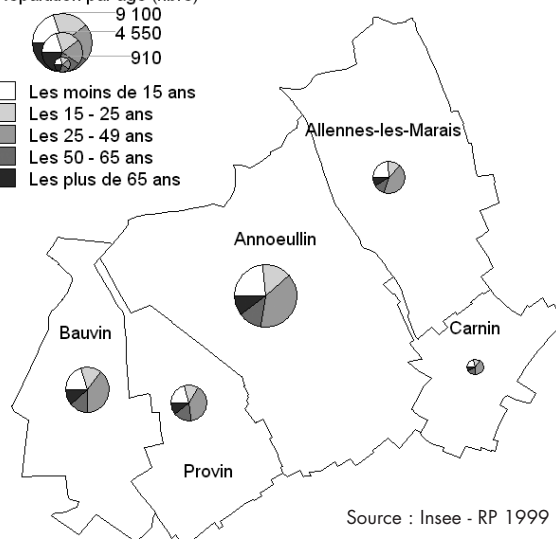 9 100
4 550
910
Les moins de 15 ans
Les 15 - 25 ans
Les 25 - 49 ans
Les 50 - 65 ans
Les plus de 65 ans
Allennes-les-Marais
Annoeullin
Carnin
Bauvin
Provin
Source : Insee - RP 1999